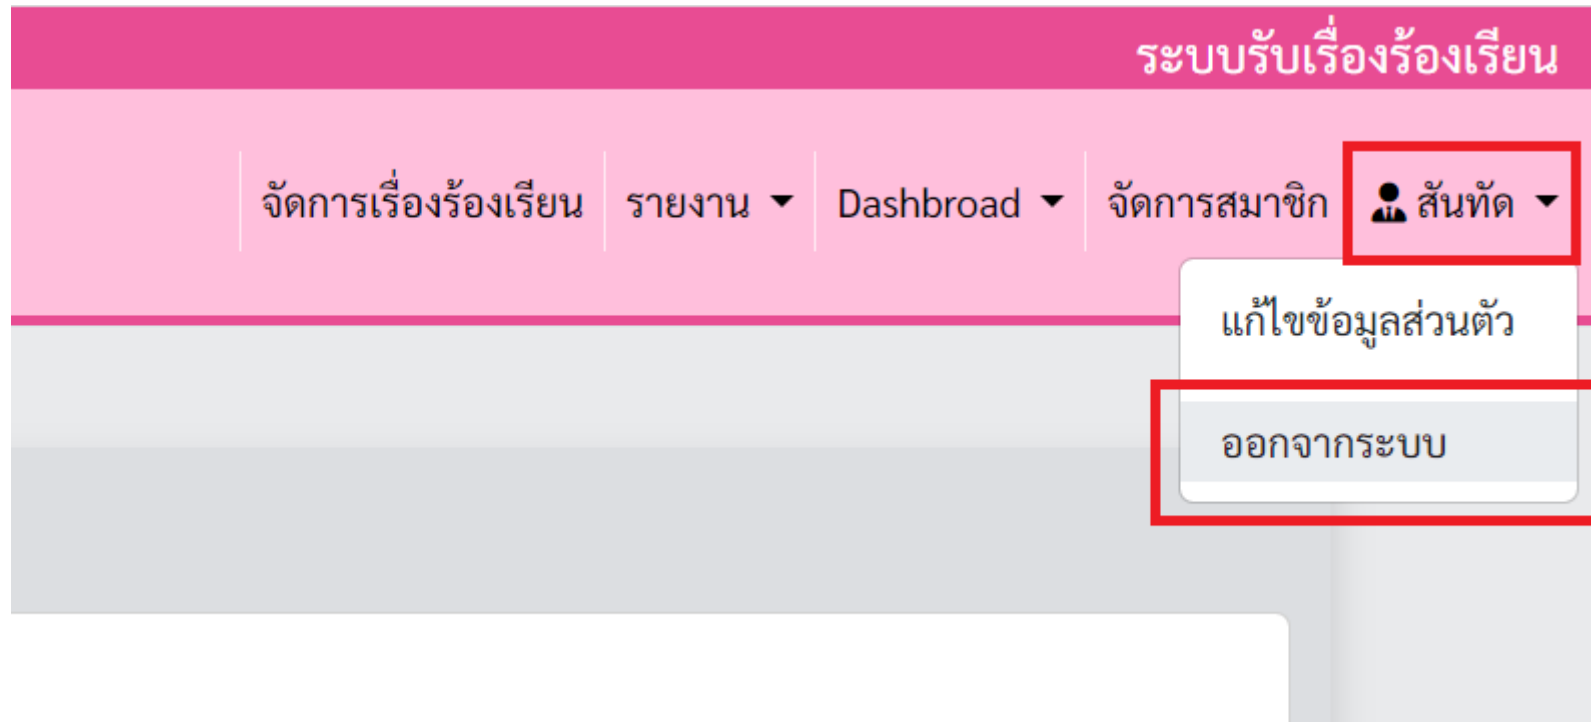 ระบบรับเรื่องร้องเรียน
จัดการเรื่องร้องเรียน รายงาน Dashbroad จัดการสมาชิก สันทัด
แก้ไขข้อมูลส่วนตัว
ออกจากระบบ